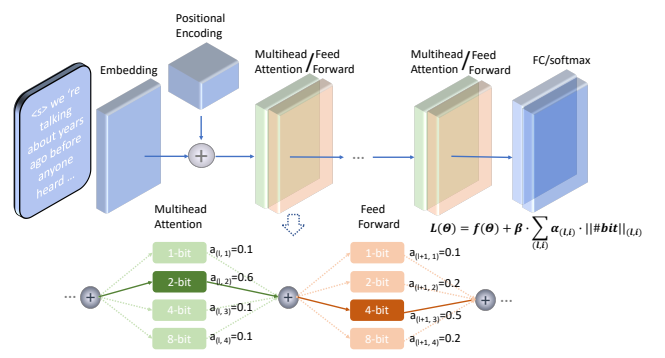 Positional
Encoding
Embedding
Multihead
Attention
/
Feed
Forward
Multihead
Attention
/
Feed
Forward
FC/softmax
<s> we 're
talking
about years
ago before
anyone
heard ...
+
...
L(Θ) = f(Θ) + β · ∑(l,i) α(l,i) · ||#bit||(l,i)
Multihead
Attention
Feed
Forward
1-bit
a(l, 1)=0.1
2-bit
a(l, 2)=0.6
4-bit
a(l, 3)=0.1
8-bit
a(l, 4)=0.1
1-bit
a(l+1, 1)=0.1
2-bit
a(l+1, 2)=0.2
4-bit
a(l+1, 3)=0.5
8-bit
a(l+1, 4)=0.2
...
+
+
+
...